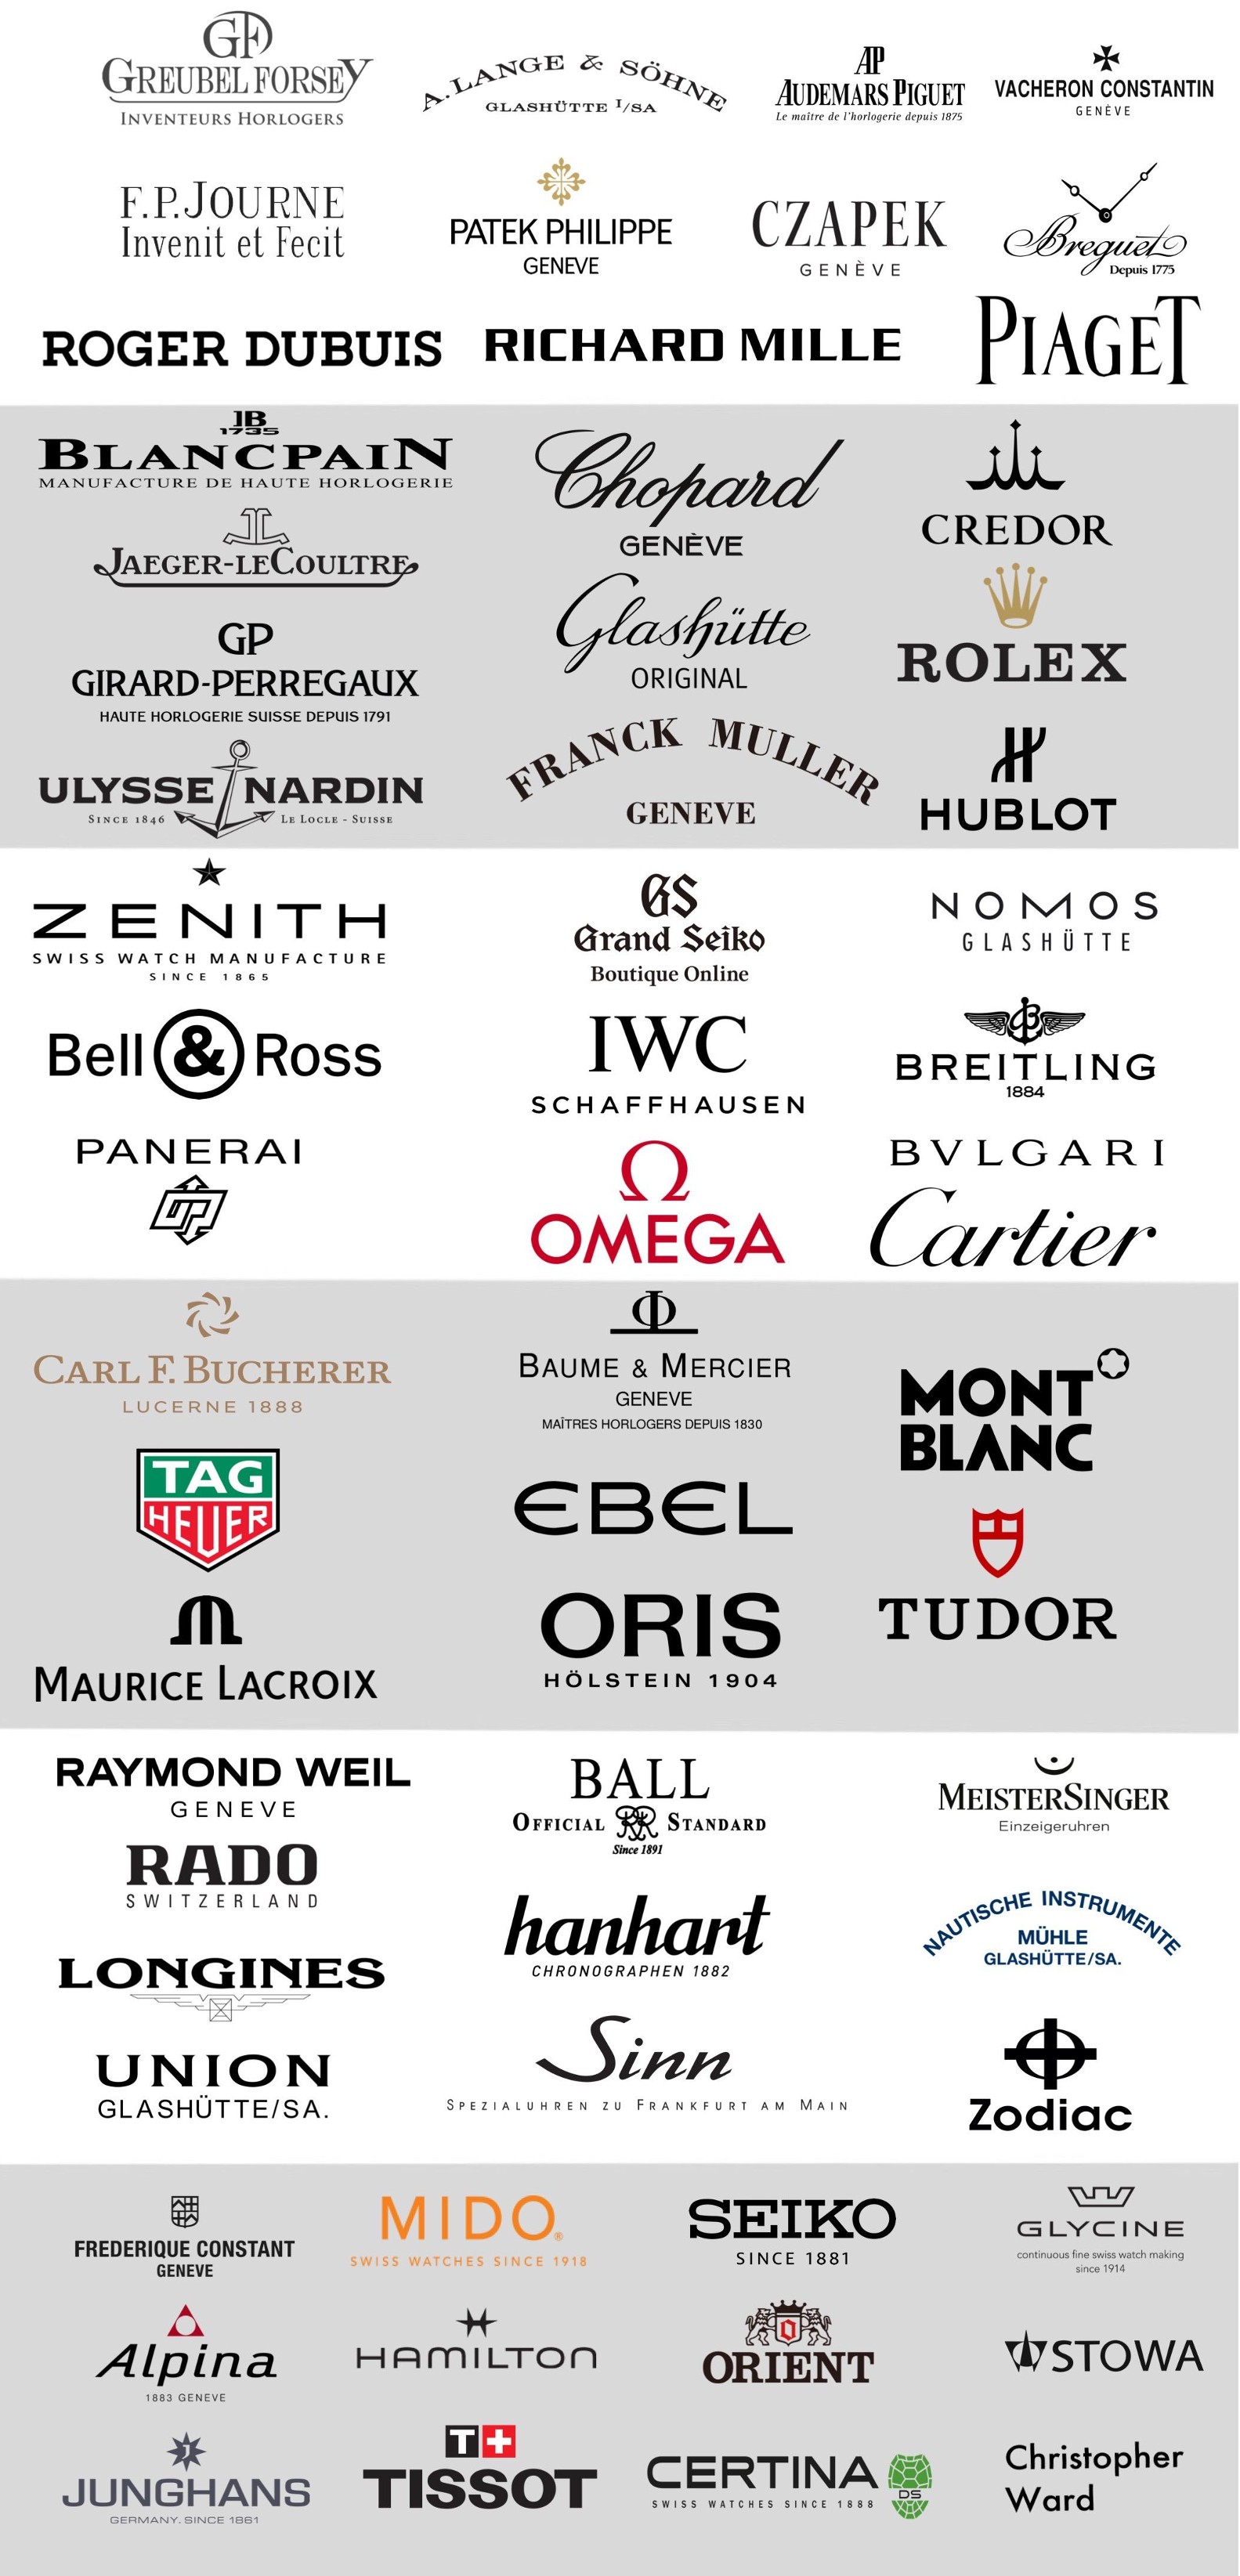 GF
GREUBEL FORSEY
INVENTEURS HORLOGERS
A. LANGE & SÖHNE
GLASHÜTTE I/SA
AP
AUDEMARS PIGUET
Le maître de l'horlogerie depuis 1875
VACHERON CONSTANTIN
GENÈVE
F.P.JOURNE
Invenit et Fecit
PATEK PHILIPPE
GENEVE
CZAPEK
GENÈVE
Breguet
Depuis 1775
ROGER DUBUIS
RICHARD MILLE
PIAGET
JB
1735
BLANCPAIN
MANUFACTURE DE HAUTE HORLOGERIE
Chopard
GENÈVE
CREDOR
JAEGER-LECOULTRE
Glashütte
ORIGINAL
ROLEX
GP
GIRARD-PERREGAUX
HAUTE HORLOGERIE SUISSE DEPUIS 1791
FRANCK MULLER
GENEVE
HUBLOT
ULYSSE NARDIN
SINCE 1846 LE LOCLE - SUISSE
ZENITH
SWISS WATCH MANUFACTURE
SINCE 1865
GS
Grand Seiko
Boutique Online
NOMOS
GLASHÜTTE
Bell & Ross
IWC
SCHAFFHAUSEN
B
BREITLING
1884
PANERAI
OP
Ω
OMEGA
BVLGARI
Cartier
CARL F. BUCHERER
LUCERNE 1888
Φ
BAUME & MERCIER
GENEVE
MAÎTRES HORLOGERS DEPUIS 1830
MONT
BLANC
TAG
HEUER
EBEL
TUDOR
MAURICE LACROIX
ORIS
HÖLSTEIN 1904
RAYMOND WEIL
GENEVE
BALL
OFFICIAL RR STANDARD
Since 1891
MEISTERSINGER
Einzeigeruhren
RADO
SWITZERLAND
hanhart
CHRONOGRAPHEN 1882
NAUTISCHE INSTRUMENTE
MÜHLE
GLASHÜTTE/SA.
LONGINES
Sinn
SPEZIALUHREN ZU FRANKFURT AM MAIN
UNION
GLASHÜTTE/SA.
Zodiac
FREDERIQUE CONSTANT
GENEVE
MIDO®
SWISS WATCHES SINCE 1918
SEIKO
SINCE 1881
GLYCINE
continuous fine swiss watch making
since 1914
Alpina
1883 GENEVE
H
HAMILTON
ORIENT
STOWA
J
JUNGHANS
GERMANY. SINCE 1861
T+
TISSOT
CERTINA
DS
SWISS WATCHES SINCE 1888
Christopher
Ward